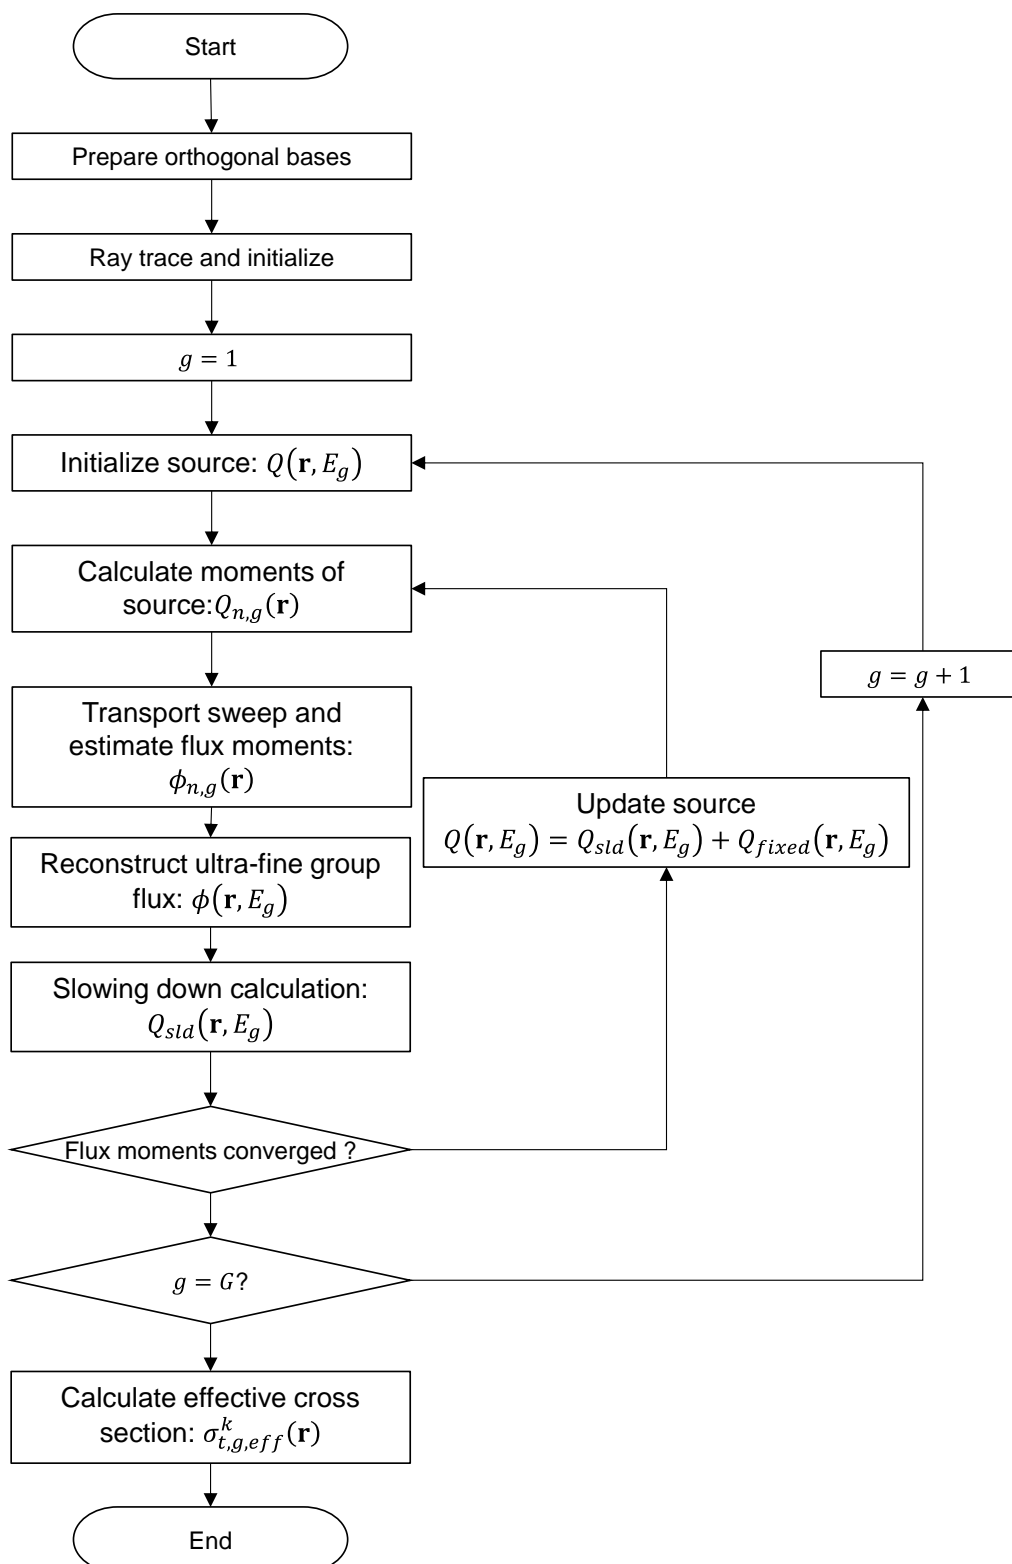 Start
Prepare orthogonal bases
Ray trace and initialize
g = 1
Initialize source: Q(r, E_g)
Calculate moments of
source:Q_{n,g}(r)
Transport sweep and
estimate flux moments:
ϕ_{n,g}(r)
g = g + 1
Update source
Q(r, E_g) = Q_{sld}(r, E_g) + Q_{fixed}(r, E_g)
Reconstruct ultra-fine group
flux: ϕ(r, E_g)
Slowing down calculation:
Q_{sld}(r, E_g)
Flux moments converged ?
g = G?
Calculate effective cross
section: σ^k_{t,g,eff}(r)
End